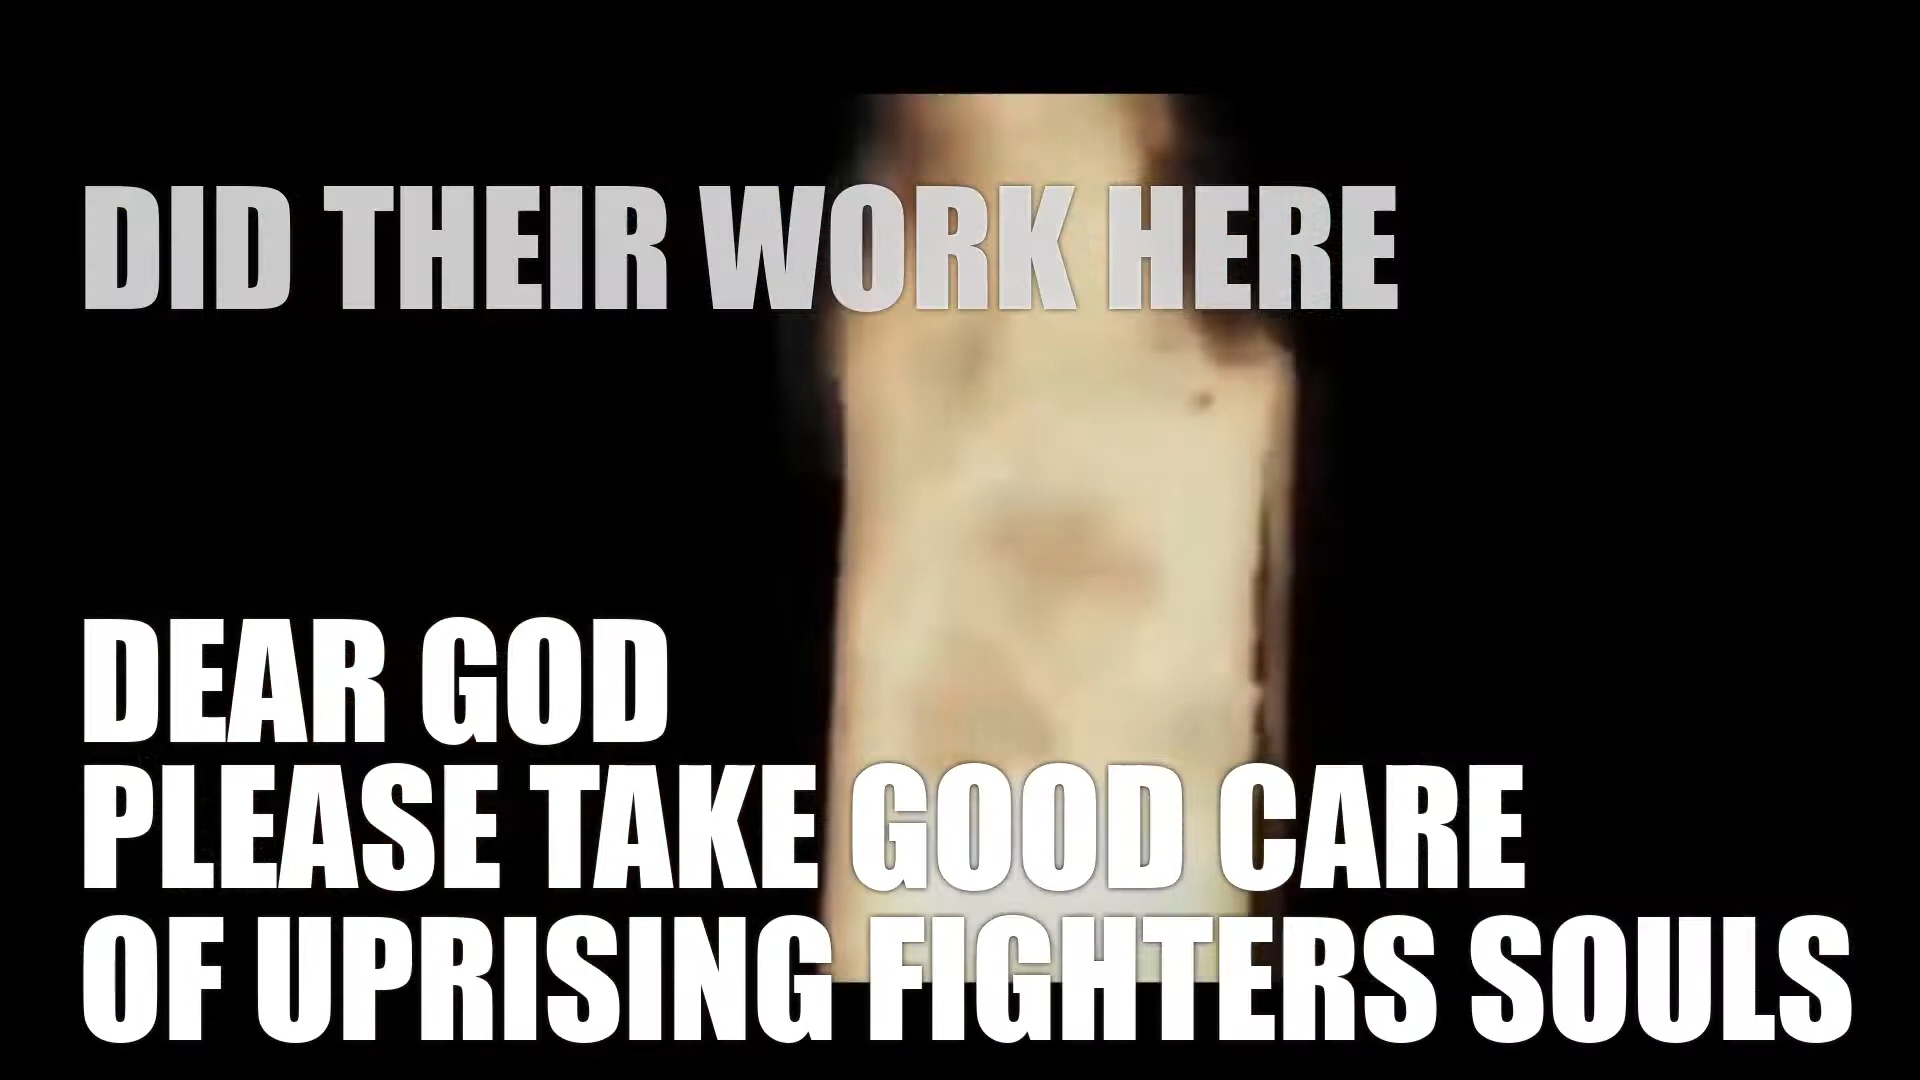 DID THEIR WORK HERE
DEAR GOD
PLEASE TAKE GOOD CARE
OF UPRISING FIGHTERS SOULS